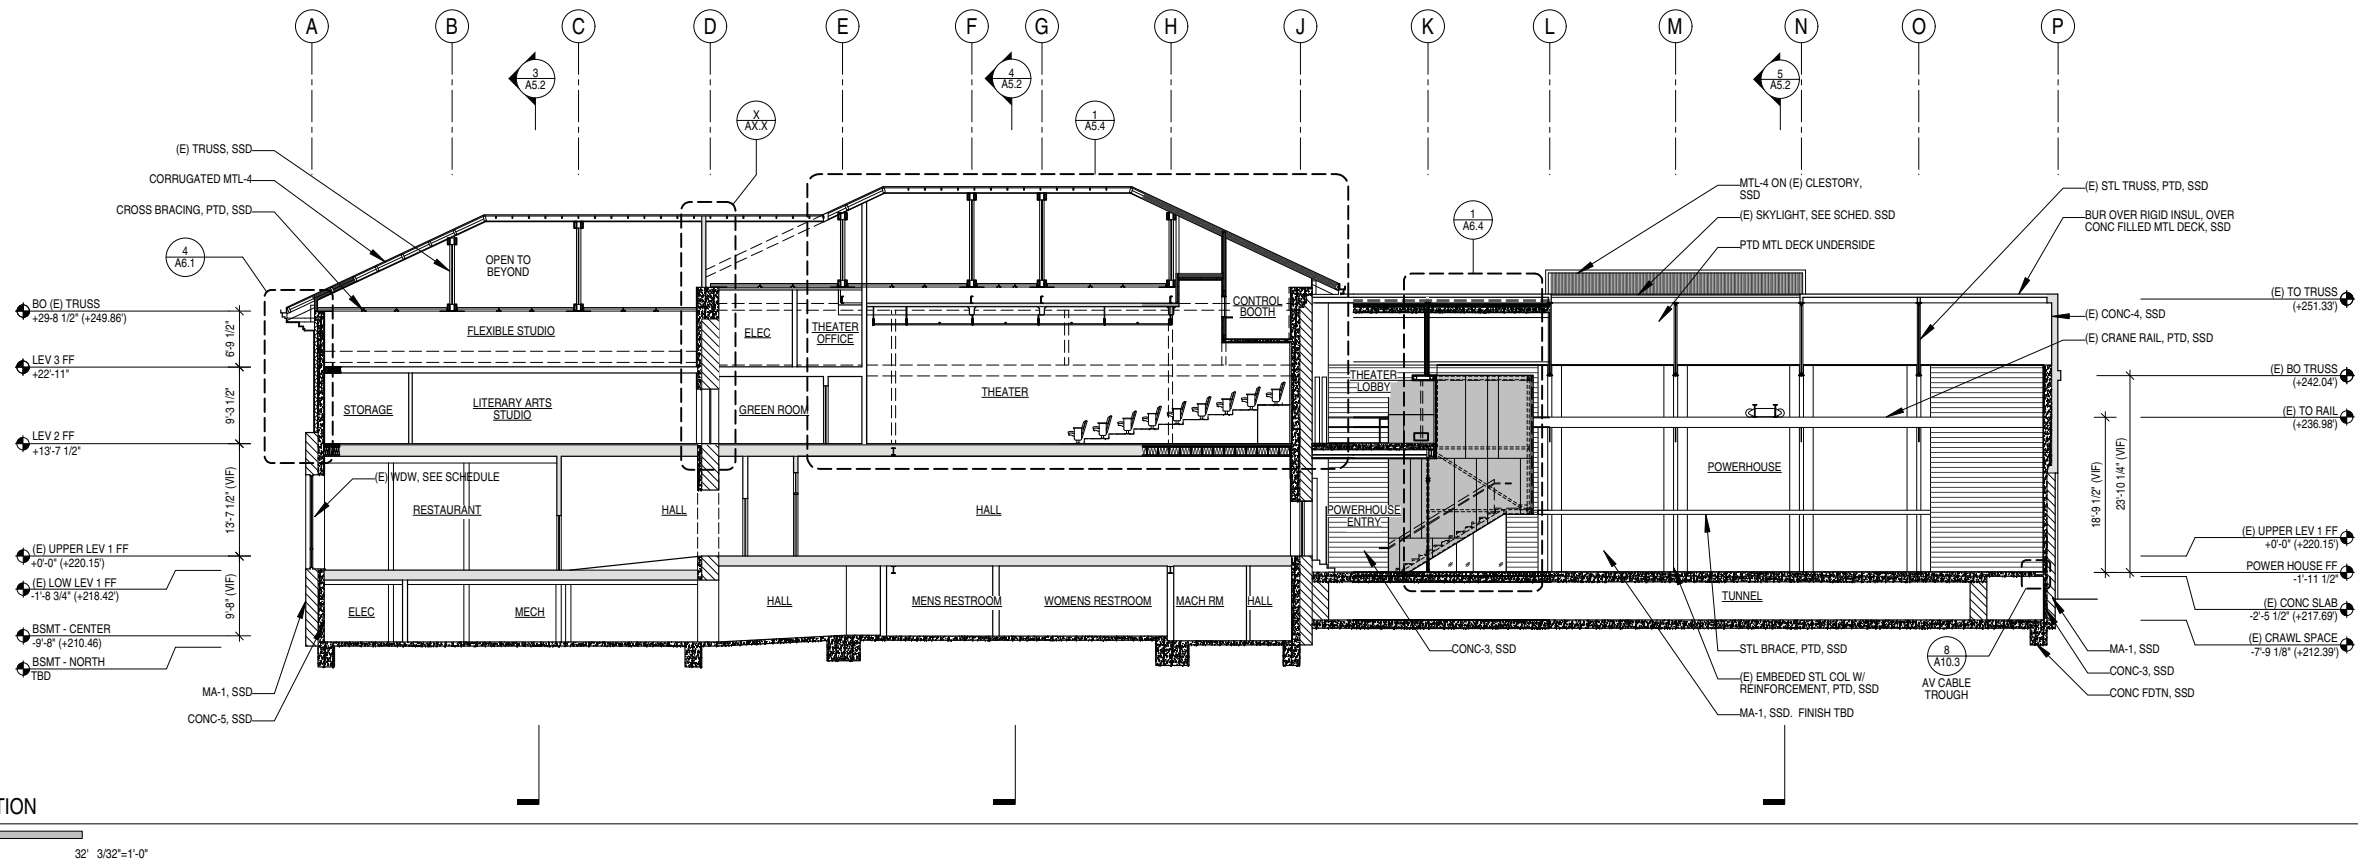 A
B
C
D
E
F
G
H
J
K
L
M
N
O
P
3
A5.2
4
A5.2
5
A5.2
X
AX.X
1
A5.4
1
A6.4
4
A6.1
(E) TRUSS, SSD
CORRUGATED MTL-4
CROSS BRACING, PTD, SSD
MTL-4 ON (E) CLESTORY,
SSD
(E) SKYLIGHT, SEE SCHED. SSD
PTD MTL DECK UNDERSIDE
(E) STL TRUSS, PTD, SSD
BUR OVER RIGID INSUL, OVER
CONC FILLED MTL DECK, SSD
(E) CONC-4, SSD
(E) CRANE RAIL, PTD, SSD
BO (E) TRUSS
+29-8 1/2" (+249.86')
LEV 3 FF
+22'-11"
LEV 2 FF
+13'-7 1/2"
(E) UPPER LEV 1 FF
+0'-0" (+220.15')
(E) LOW LEV 1 FF
-1'-8 3/4" (+218.42')
BSMT - CENTER
-9'-8" (+210.46)
BSMT - NORTH
TBD
6'-9 1/2"
9'-3 1/2"
13'-7 1/2" (VIF)
9'-8" (VIF)
OPEN TO
BEYOND
FLEXIBLE STUDIO
ELEC
THEATER
OFFICE
CONTROL
BOOTH
STORAGE
LITERARY ARTS
STUDIO
GREEN ROOM
THEATER
THEATER
LOBBY
(E) WDW, SEE SCHEDULE
RESTAURANT
HALL
HALL
POWERHOUSE
ENTRY
POWERHOUSE
ELEC
MECH
HALL
MENS RESTROOM
WOMENS RESTROOM
MACH RM
HALL
TUNNEL
(E) TO TRUSS
(+251.33')
(E) BO TRUSS
(+242.04')
(E) TO RAIL
(+236.98')
18'-9 1/2" (VIF)
23'-10 1/4" (VIF)
(E) UPPER LEV 1 FF
+0'-0" (+220.15')
POWER HOUSE FF
-1'-11 1/2"
(E) CONC SLAB
-2'-5 1/2" (+217.69')
(E) CRAWL SPACE
-7'-9 1/8" (+212.39')
MA-1, SSD
CONC-5, SSD
CONC-3, SSD
STL BRACE, PTD, SSD
(E) EMBEDED STL COL W/
REINFORCEMENT, PTD, SSD
MA-1, SSD. FINISH TBD
8
A10.3
AV CABLE
TROUGH
MA-1, SSD
CONC-3, SSD
CONC FDTN, SSD
TION
32' 3/32"=1'-0"